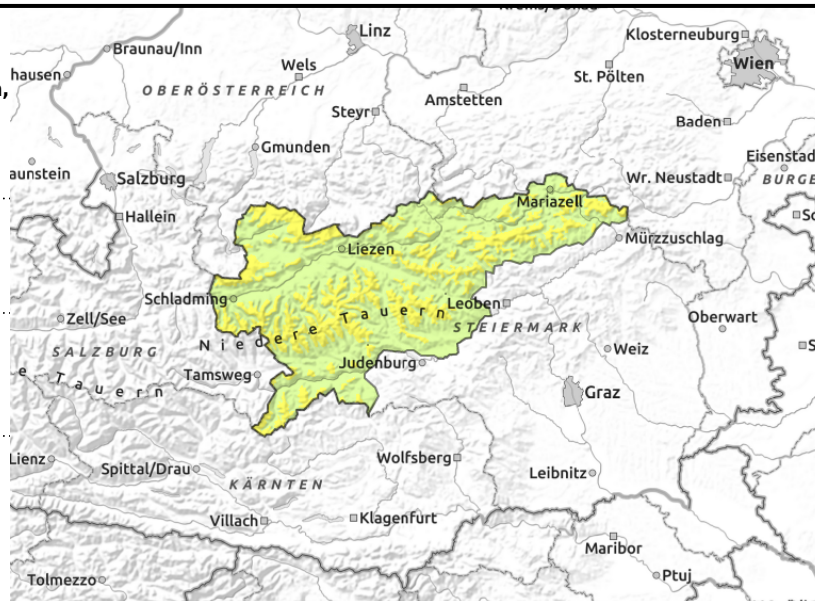 Linz
Klosterneuburg
Braunau/Inn
Wien
hausen
Wels
St. Pölten
OBERÖSTERREICH
Amstetten
Steyr
Baden
Gmunden
Eisenstad
aunstein
Salzburg
Wr. Neustadt
BURGE
Mariazell
Hallein
Mürzzuschlag
Liezen
Schladming
Leoben
Zell/See
Niedere Tauern
STEIERMARK
Oberwart
SALZBURG
Weiz
Judenburg
e Tauern
Tamsweg
Graz
Lienz
Wolfsberg
Spittal/Drau
Leibnitz
KÄRNTEN
Villach
Klagenfurt
Maribor
Tolmezzo
Ptuj